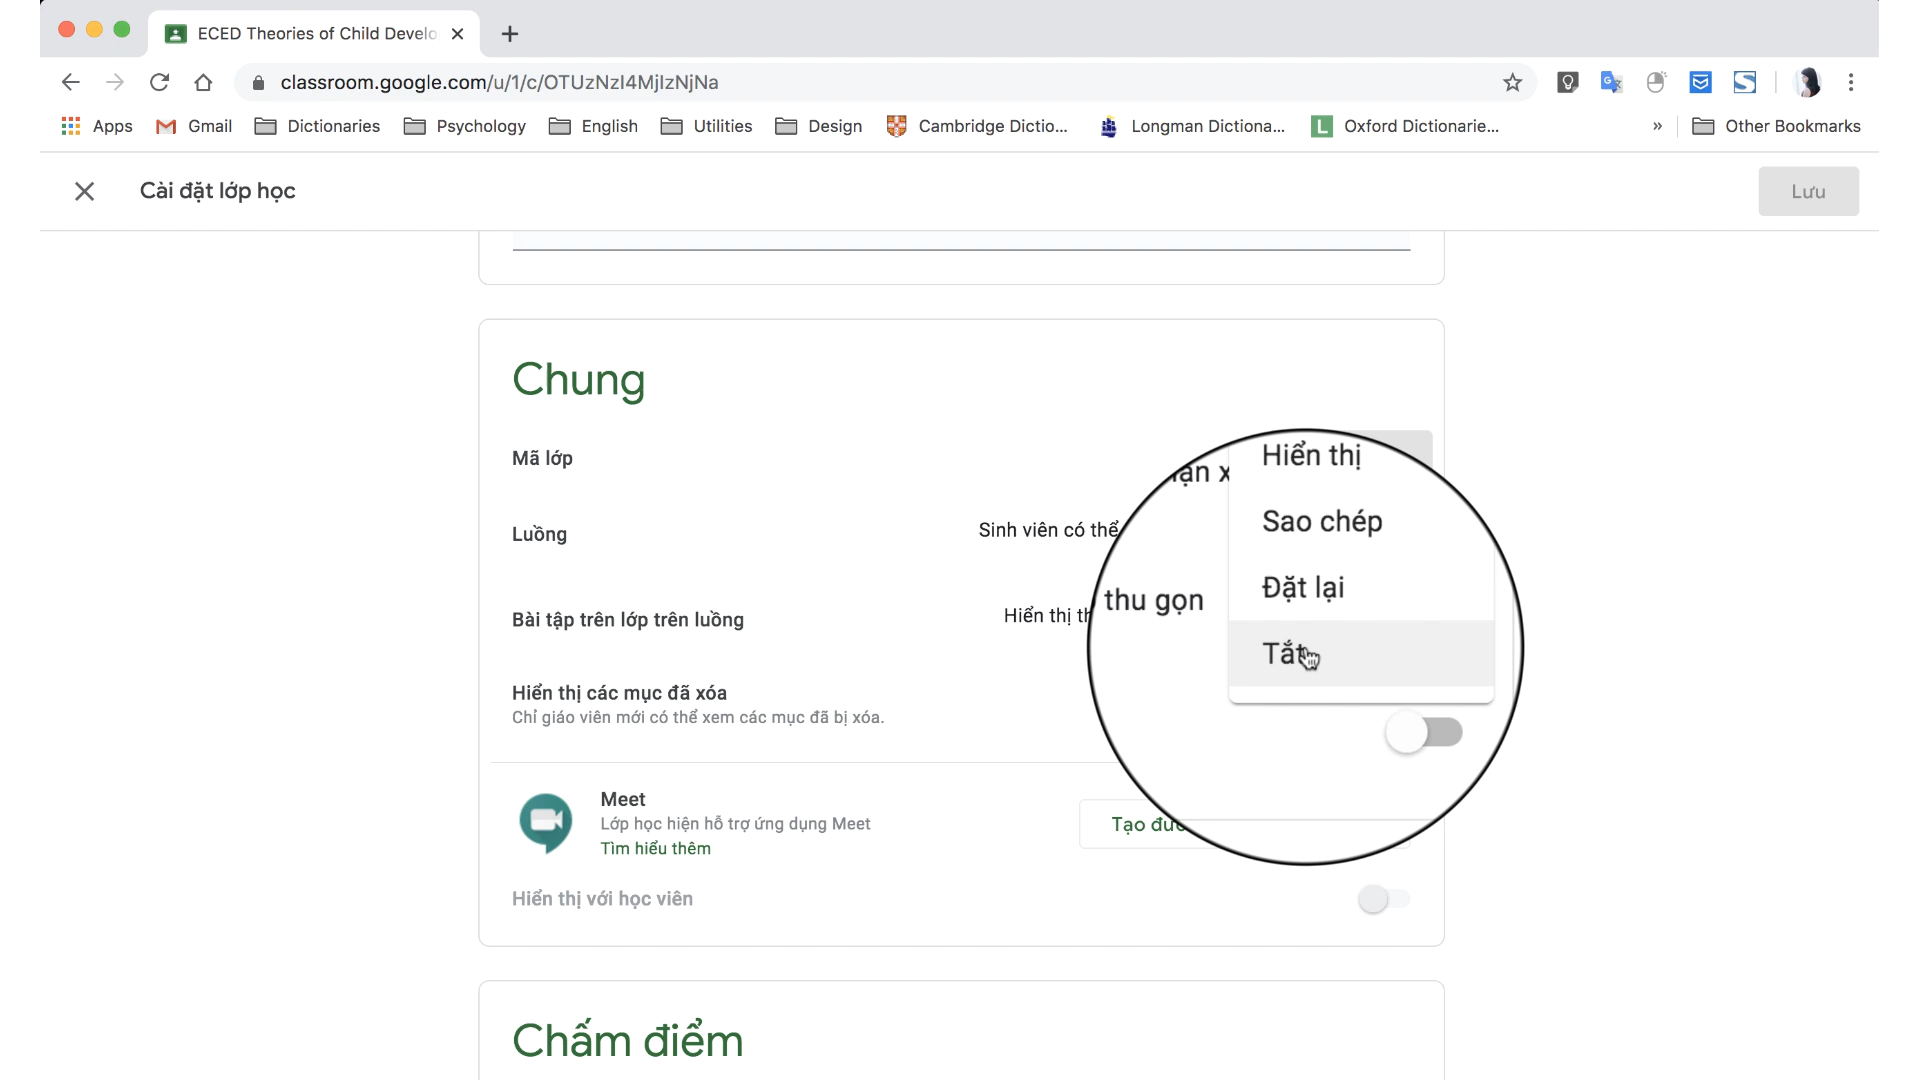 ECED Theories of Child Develo
classroom.google.com/u/1/c/OTUzNzI4MjIzNjNa
Apps Gmail Dictionaries Psychology English Utilities Design Cambridge Dictio... Longman Dictiona... Oxford Dictionarie... » Other Bookmarks
Cài đặt lớp học
Lưu
Chung
Mã lớp
Luồng
Sinh viên có thể
Bài tập trên lớp trên luồng
Hiển thị th
Hiển thị các mục đã xóa
Chỉ giáo viên mới có thể xem các mục đã bị xóa.
thu gọn
Hiển thị
Sao chép
Đặt lại
Tắt
Meet
Lớp học hiện hỗ trợ ứng dụng Meet
Tìm hiểu thêm
Tạo
Hiển thị với học viên
Chấm điểm